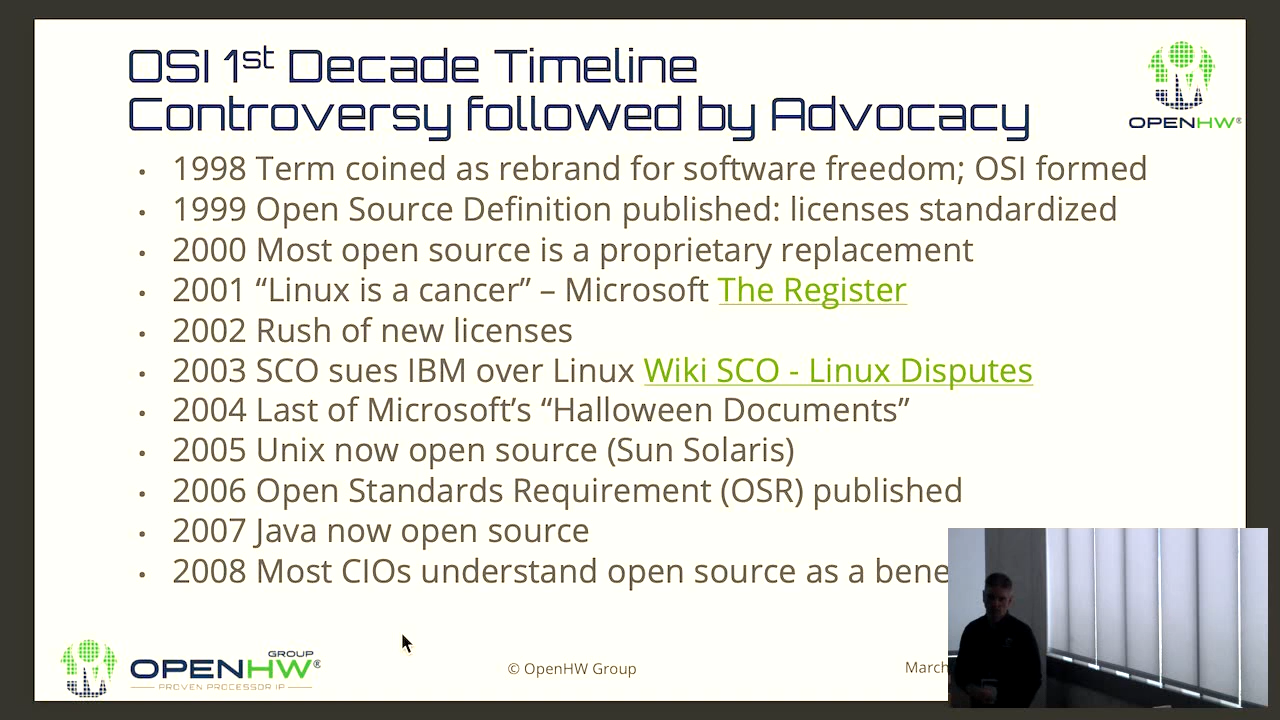 OSI 1st Decade Timeline
Controversy followed by Advocacy
OPENHW®
• 1998 Term coined as rebrand for software freedom; OSI formed
• 1999 Open Source Definition published: licenses standardized
• 2000 Most open source is a proprietary replacement
• 2001 “Linux is a cancer” – Microsoft The Register
• 2002 Rush of new licenses
• 2003 SCO sues IBM over Linux Wiki SCO - Linux Disputes
• 2004 Last of Microsoft’s “Halloween Documents”
• 2005 Unix now open source (Sun Solaris)
• 2006 Open Standards Requirement (OSR) published
• 2007 Java now open source
• 2008 Most CIOs understand open source as a bene
GROUP
OPENHW®
PROVEN PROCESSOR IP
© OpenHW Group
March